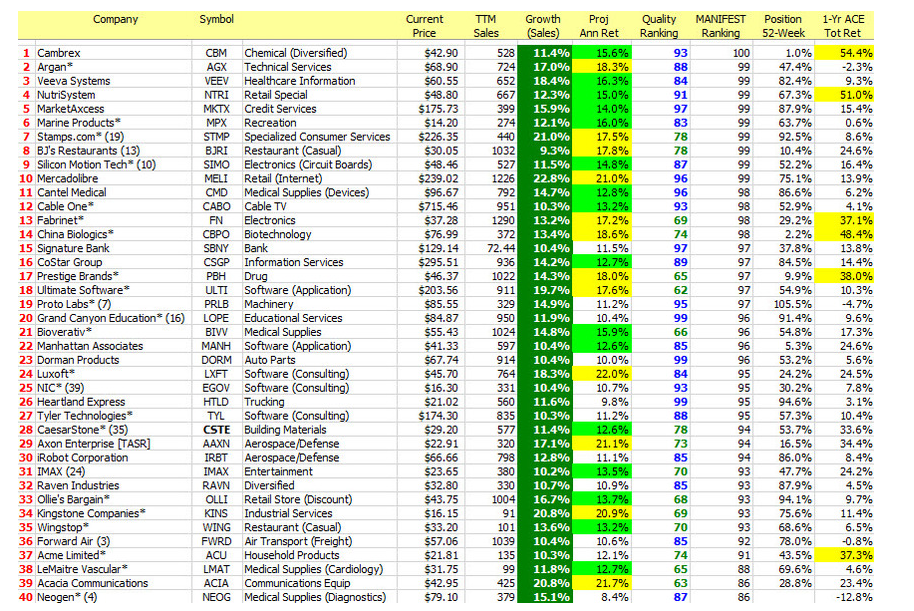 Company Symbol Current TTM Growth Proj Quality MANIFEST Position 1-Yr ACE
Price Sales (Sales) Ann Ret Ranking Ranking 52-Week Tot Ret
1 Cambrex CBM Chemical (Diversified) $42.90 528 11.4% 15.6% 93 100 1.0% 54.4%
2 Argan* AGX Technical Services $68.90 724 17.0% 18.3% 88 99 47.4% -2.3%
3 Veeva Systems VEEV Healthcare Information $60.55 652 18.4% 16.3% 84 99 82.4% 9.3%
4 NutriSystem NTRI Retail Special $48.80 667 12.3% 15.0% 91 99 67.3% 51.0%
5 MarketAxcess MKTX Credit Services $175.73 399 15.9% 14.0% 97 99 87.9% 15.4%
6 Marine Products* MPX Recreation $14.20 274 12.1% 16.0% 83 99 63.7% 0.6%
7 Stamps.com* (19) STMP Specialized Consumer Services $226.35 440 21.0% 17.5% 78 99 92.5% 8.6%
8 BJ's Restaurants (13) BJRI Restaurant (Casual) $30.05 1032 9.3% 17.8% 78 99 10.4% 24.6%
9 Silicon Motion Tech* (10) SIMO Electronics (Circuit Boards) $48.46 527 11.5% 14.8% 87 99 52.2% 16.4%
10 Mercadolibre MELI Retail (Internet) $239.02 1226 22.8% 21.0% 96 99 75.1% 13.9%
11 Cantel Medical CMD Medical Supplies (Devices) $96.67 792 14.7% 12.8% 96 98 86.6% 6.2%
12 Cable One* CABO Cable TV $715.46 951 10.3% 13.2% 93 98 52.9% 4.1%
13 Fabrinet* FN Electronics $37.28 1290 13.2% 17.2% 69 98 29.2% 37.1%
14 China Biologics* CBPO Biotechnology $76.99 372 13.4% 18.6% 74 98 2.2% 48.4%
15 Signature Bank SBNY Bank $129.14 72.44 10.4% 11.5% 97 97 37.8% 13.8%
16 CoStar Group CSGP Information Services $295.51 936 14.2% 12.7% 89 97 84.5% 14.4%
17 Prestige Brands* PBH Drug $46.37 1022 14.3% 18.0% 65 97 9.9% 38.0%
18 Ultimate Software* ULTI Software (Application) $203.56 911 19.7% 17.6% 62 97 54.9% 10.3%
19 Proto Labs* (7) PRLB Machinery $85.55 329 14.9% 11.2% 95 97 105.5% -4.7%
20 Grand Canyon Education* (16) LOPE Educational Services $84.87 950 11.9% 10.4% 99 96 91.4% 9.6%
21 Bioverativ* BIVV Medical Supplies $55.43 1024 14.8% 15.9% 66 96 54.8% 17.3%
22 Manhattan Associates MANH Software (Application) $41.33 597 10.4% 12.6% 85 96 5.3% 24.6%
23 Dorman Products DORM Auto Parts $67.74 914 10.4% 10.0% 99 96 53.2% 5.6%
24 Luxoft* LXFT Software (Consulting) $45.70 764 18.3% 22.0% 84 95 24.2% 24.5%
25 NIC* (39) EGOV Software (Consulting) $16.30 331 10.4% 10.7% 93 95 30.2% 7.8%
26 Heartland Express HTLD Trucking $21.02 560 11.6% 9.8% 99 95 94.6% 3.1%
27 Tyler Technologies* TYL Software (Consulting) $174.30 835 10.3% 11.2% 88 95 57.3% 10.4%
28 CaesarStone* (35) CSTE Building Materials $29.20 577 11.4% 12.6% 78 94 53.7% 33.6%
29 Axon Enterprise [TASR] AAXN Aerospace/Defense $22.91 320 17.1% 21.1% 73 94 16.5% 34.4%
30 iRobot Corporation IRBT Aerospace/Defense $66.66 798 12.8% 11.1% 85 94 86.0% 8.4%
31 IMAX (24) IMAX Entertainment $23.65 380 10.2% 13.5% 70 93 47.7% 24.2%
32 Raven Industries RAVN Diversified $32.80 330 10.7% 10.9% 85 93 87.9% 4.5%
33 Ollie's Bargain* OLLI Retail Store (Discount) $43.75 1004 16.7% 13.7% 68 93 94.1% 9.7%
34 Kingstone Companies* KINS Industrial Services $16.15 91 20.8% 20.9% 69 93 75.6% 11.4%
35 Wingstop* WING Restaurant (Casual) $33.20 101 13.6% 13.2% 70 93 68.6% 6.5%
36 Forward Air (3) FWRD Air Transport (Freight) $57.06 1039 10.4% 10.6% 85 92 78.0% -0.8%
37 Acme Limited* ACU Household Products $21.81 135 10.3% 12.1% 74 91 43.5% 37.3%
38 LeMaitre Vascular* LMAT Medical Supplies (Cardiology) $31.75 99 11.8% 12.7% 65 88 69.6% 4.6%
39 Acacia Communications ACIA Communications Equip $42.95 425 20.8% 21.7% 63 86 28.8% 23.4%
40 Neogen* (4) NEOG Medical Supplies (Diagnostics) $79.10 379 15.1% 8.4% 87 86 -12.8%